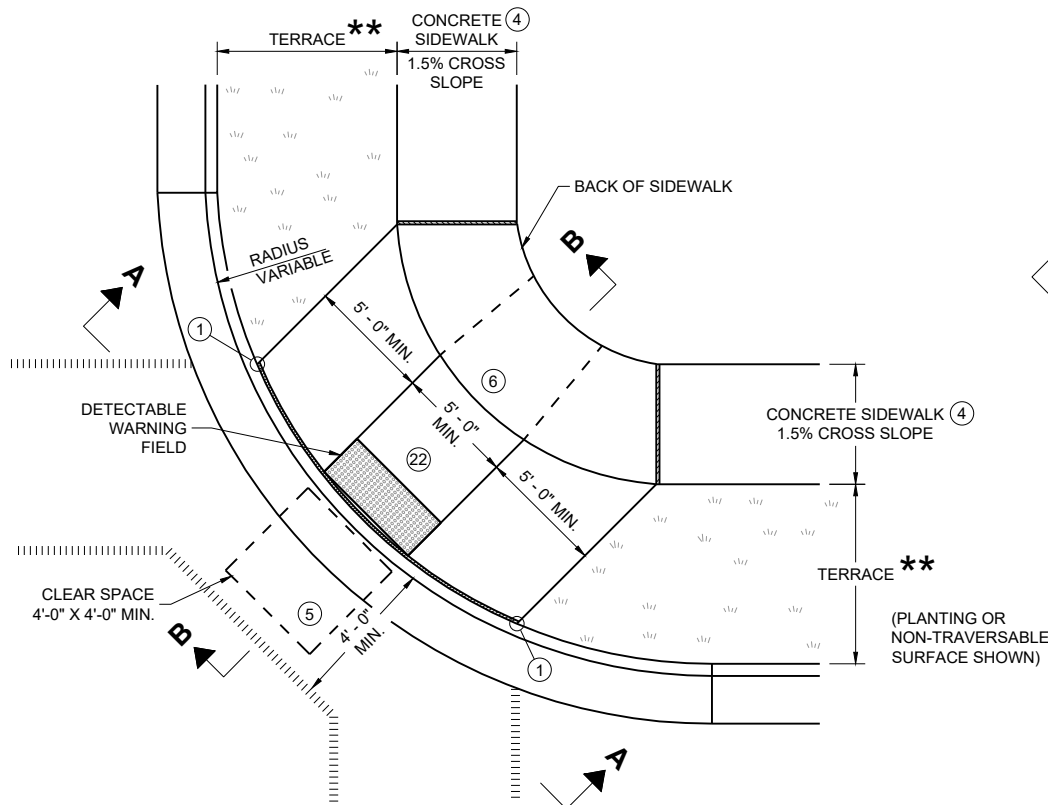 TERRACE **
CONCRETE 4
SIDEWALK
1.5% CROSS
SLOPE
BACK OF SIDEWALK
B
RADIUS
VARIABLE
A
1
5' - 0" MIN.
6
DETECTABLE
WARNING
FIELD
5' - 0"
MIN.
22
5' - 0" MIN.
CONCRETE SIDEWALK 4
1.5% CROSS SLOPE
CLEAR SPACE
4'-0" X 4'-0" MIN.
5
4' - 0"
MIN.
B
1
TERRACE **
(PLANTING OR
NON-TRAVERSABLE
SURFACE SHOWN)
A